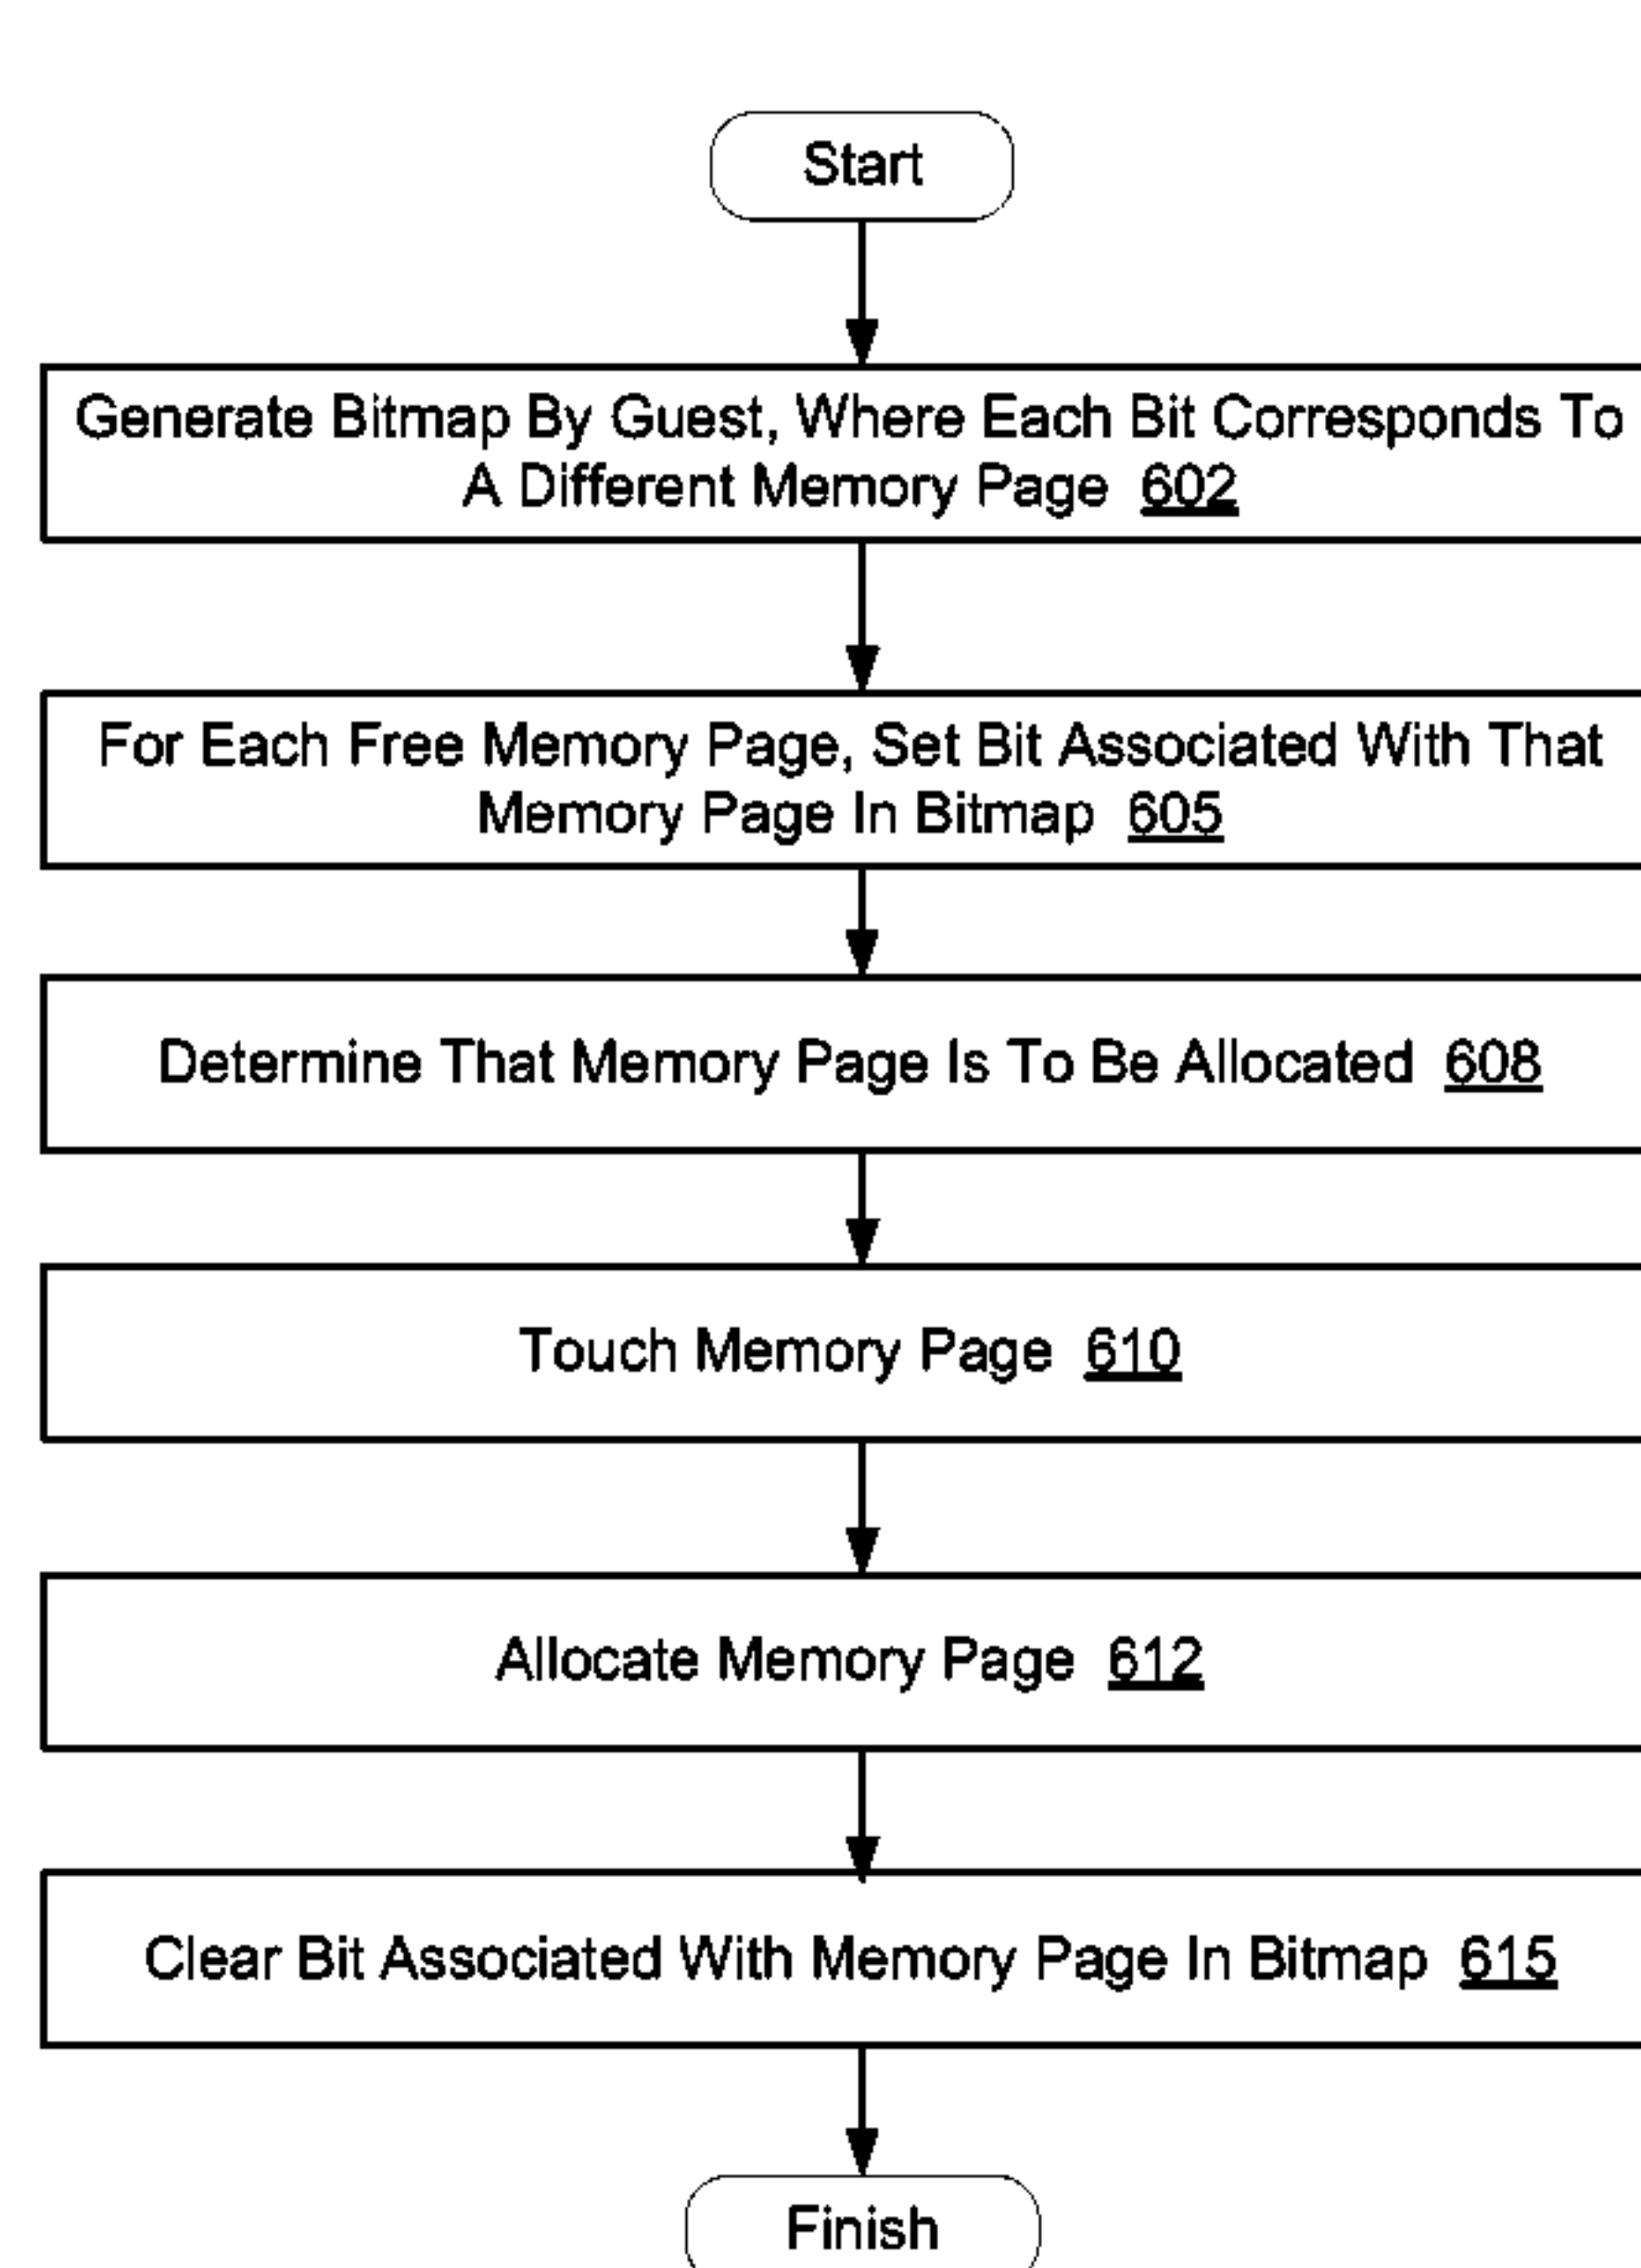 Start
Generate Bitmap By Guest, Where Each Bit Corresponds To
A Different Memory Page 602
For Each Free Memory Page, Set Bit Associated With That
Memory Page In Bitmap 605
Determine That Memory Page Is To Be Allocated 608
Touch Memory Page 610
Allocate Memory Page 612
Clear Bit Associated With Memory Page In Bitmap 615
Finish